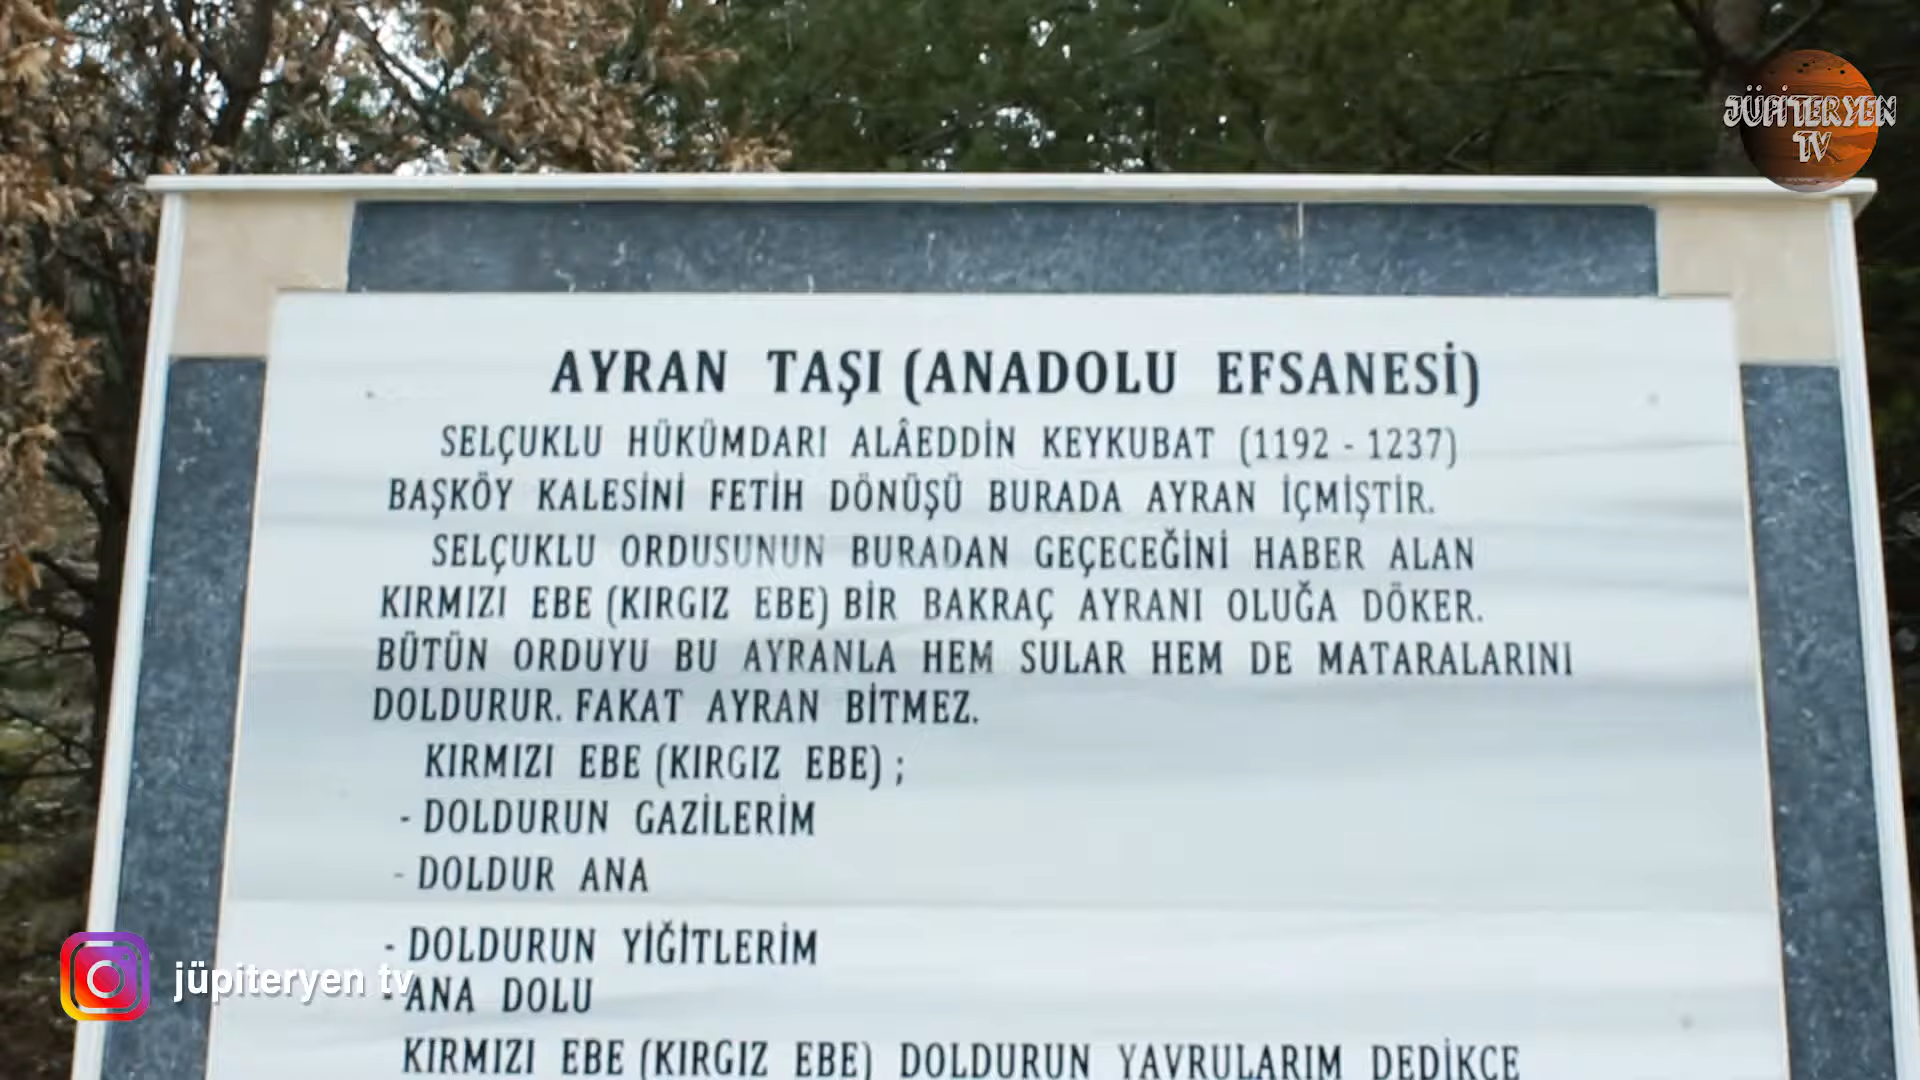 JÜPİTERYEN
TV
AYRAN TAŞI (ANADOLU EFSANESİ)
SELÇUKLU HÜKÜMDARI ALÂEDDİN KEYKUBAT (1192 - 1237)
BAŞKÖY KALESİNİ FETİH DÖNÜŞÜ BURADA AYRAN İÇMİŞTİR.
SELÇUKLU ORDUSUNUN BURADAN GEÇECEĞİNİ HABER ALAN
KIRMIZI EBE (KIRGIZ EBE) BİR BAKRAÇ AYRANI OLUĞA DÖKER.
BÜTÜN ORDUYU BU AYRANLA HEM SULAR HEM DE MATARALARINI
DOLDURUR. FAKAT AYRAN BİTMEZ.
KIRMIZI EBE (KIRGIZ EBE) ;
- DOLDURUN GAZİLERİM
- DOLDUR ANA
- DOLDURUN YİĞİTLERİM
- ANA DOLU
KIRMIZI EBE (KIRGIZ EBE) DOLDURUN YAVRULARIM DEDİKÇE
jüpiteryen tv